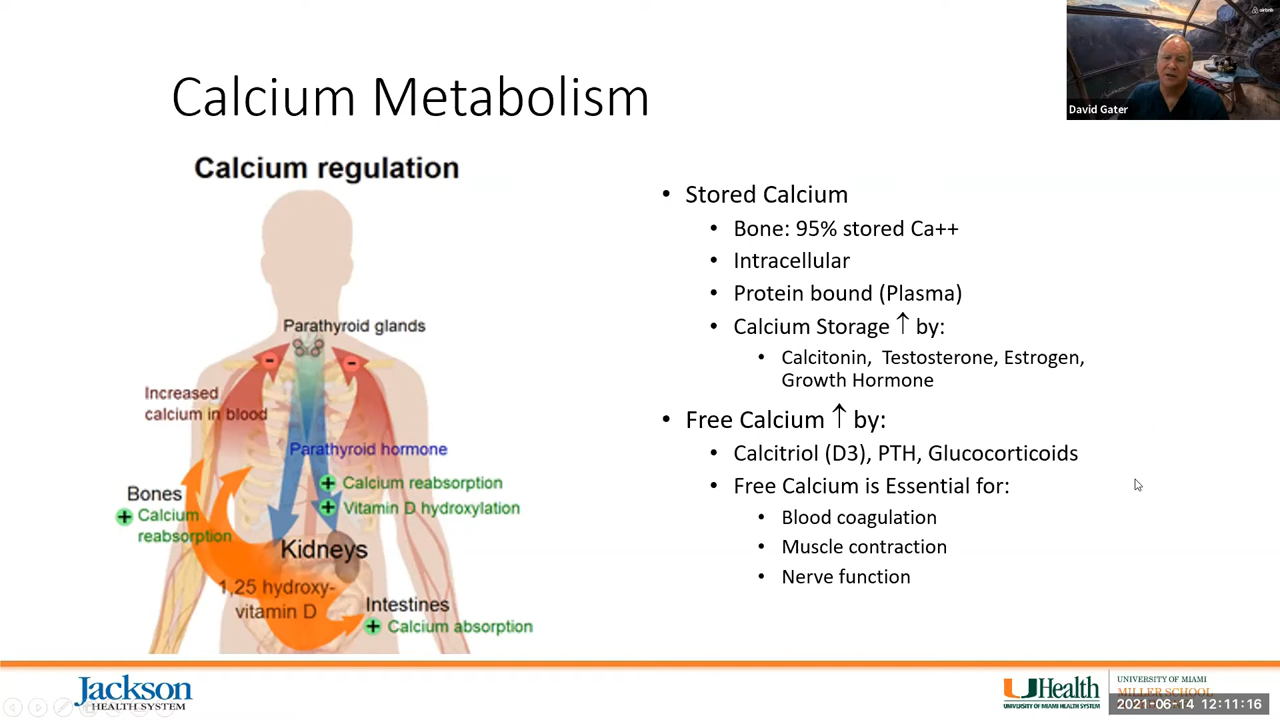 airbnb
David Gater
Calcium Metabolism
Calcium regulation
Parathyroid glands
Increased
calcium in blood
Parathyroid hormone
Calcium reabsorption
Vitamin D hydroxylation
Bones
Calcium
reabsorption
Kidneys
1,25 hydroxy-
vitamin D
Intestines
Calcium absorption
• Stored Calcium
• Bone: 95% stored Ca++
• Intracellular
• Protein bound (Plasma)
• Calcium Storage ↑ by:
• Calcitonin, Testosterone, Estrogen,
Growth Hormone
• Free Calcium ↑ by:
• Calcitriol (D3), PTH, Glucocorticoids
• Free Calcium is Essential for:
• Blood coagulation
• Muscle contraction
• Nerve function
Jackson
HEALTH SYSTEM
UHealth
UNIVERSITY OF MIAMI HEALTH SYSTEM
UNIVERSITY OF MIAMI
MILLER SCHOOL
2021-06-14 12:11:16